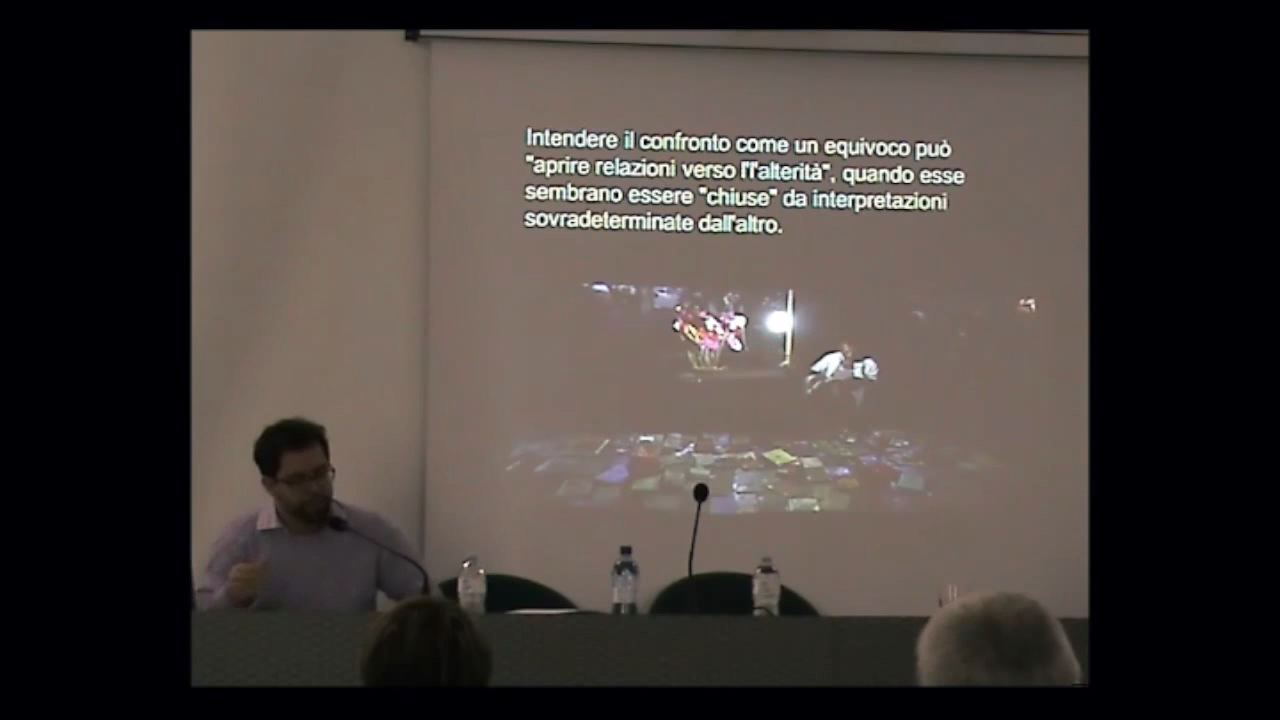 Intendere il confronto come un equivoco può
"aprire relazioni verso l'l'alterità", quando esse
sembrano essere "chiuse" da interpretazioni
sovradeterminate dall'altro.